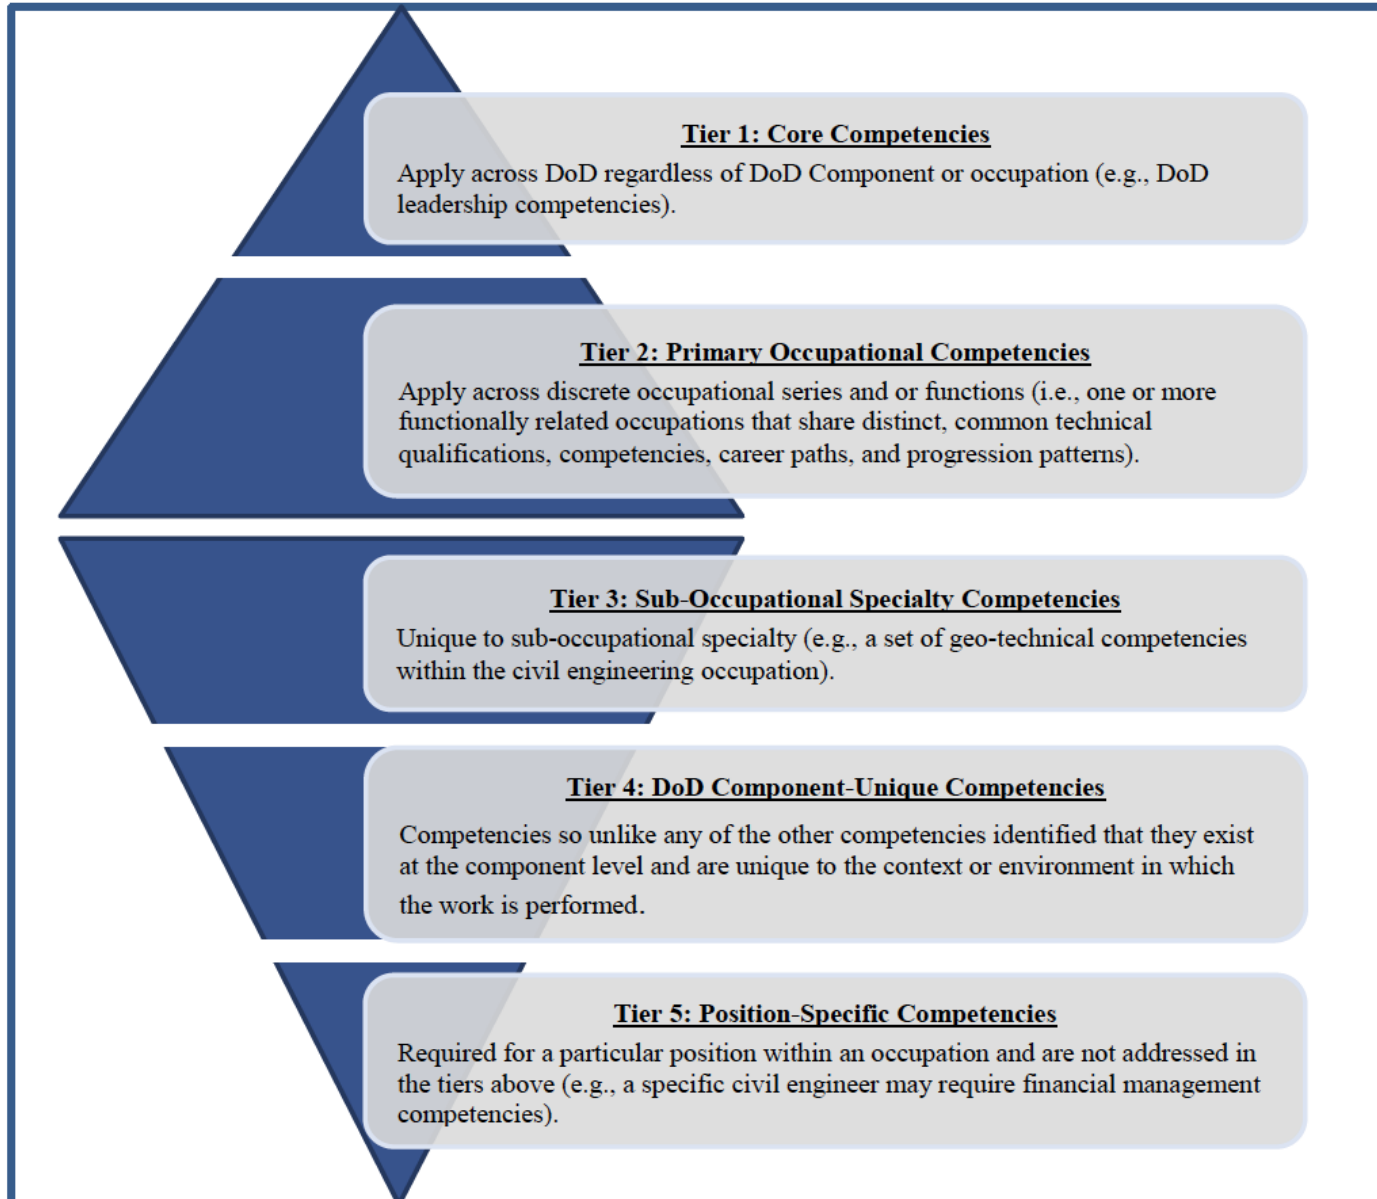 Tier 1: Core Competencies
Apply across DoD regardless of DoD Component or occupation (e.g., DoD
leadership competencies).
Tier 2: Primary Occupational Competencies
Apply across discrete occupational series and or functions (i.e., one or more
functionally related occupations that share distinct, common technical
qualifications, competencies, career paths, and progression patterns).
Tier 3: Sub-Occupational Specialty Competencies
Unique to sub-occupational specialty (e.g., a set of geo-technical competencies
within the civil engineering occupation).
Tier 4: DoD Component-Unique Competencies
Competencies so unlike any of the other competencies identified that they exist
at the component level and are unique to the context or environment in which
the work is performed.
Tier 5: Position-Specific Competencies
Required for a particular position within an occupation and are not addressed in
the tiers above (e.g., a specific civil engineer may require financial management
competencies).